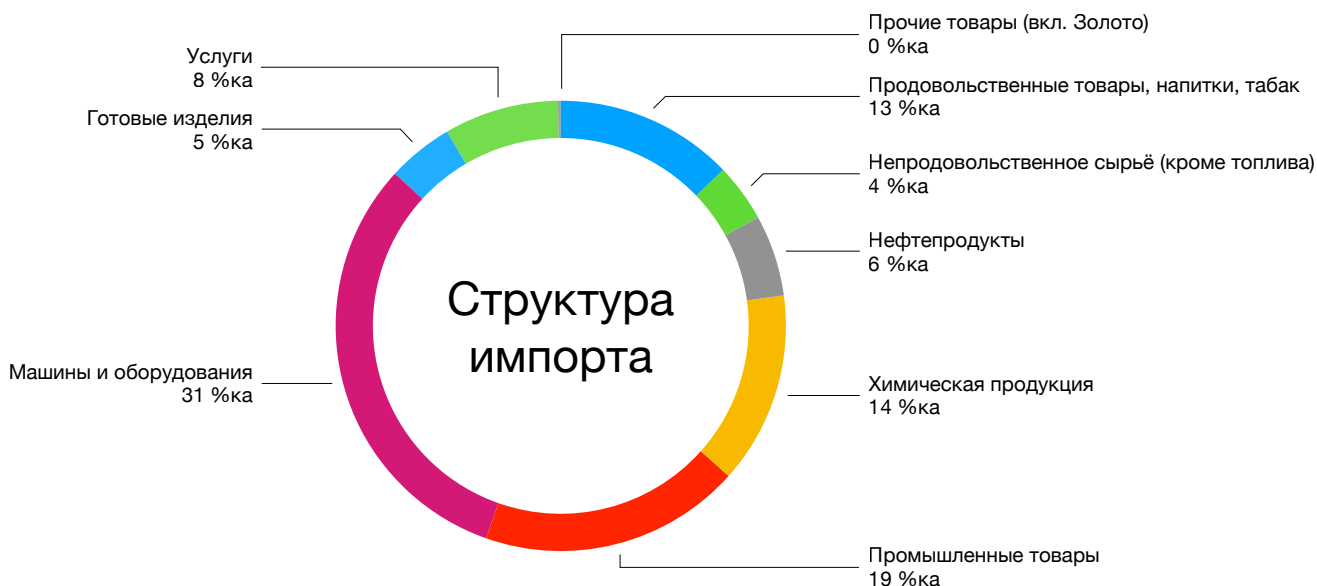 Прочие товары (вкл. Золото)
0 %ка
Услуги
8 %ка
Продовольственные товары, напитки, табак
13 %ка
Готовые изделия
5 %ка
Непродовольственное сырьё (кроме топлива)
4 %ка
Нефтепродукты
6 %ка
Структура
импорта
Машины и оборудования
31 %ка
Химическая продукция
14 %ка
Промышленные товары
19 %ка